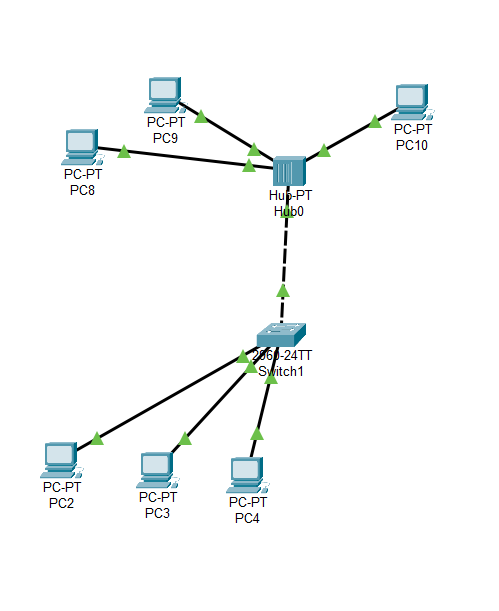 PC-PT
PC9
PC-PT
PC10
PC-PT
PC8
Hub-PT
Hub0
2960-24TT
Switch1
PC-PT
PC2
PC-PT
PC3
PC-PT
PC4